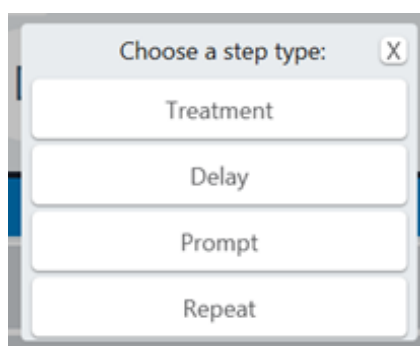 Choose a step type:
X
Treatment
Delay
Prompt
Repeat